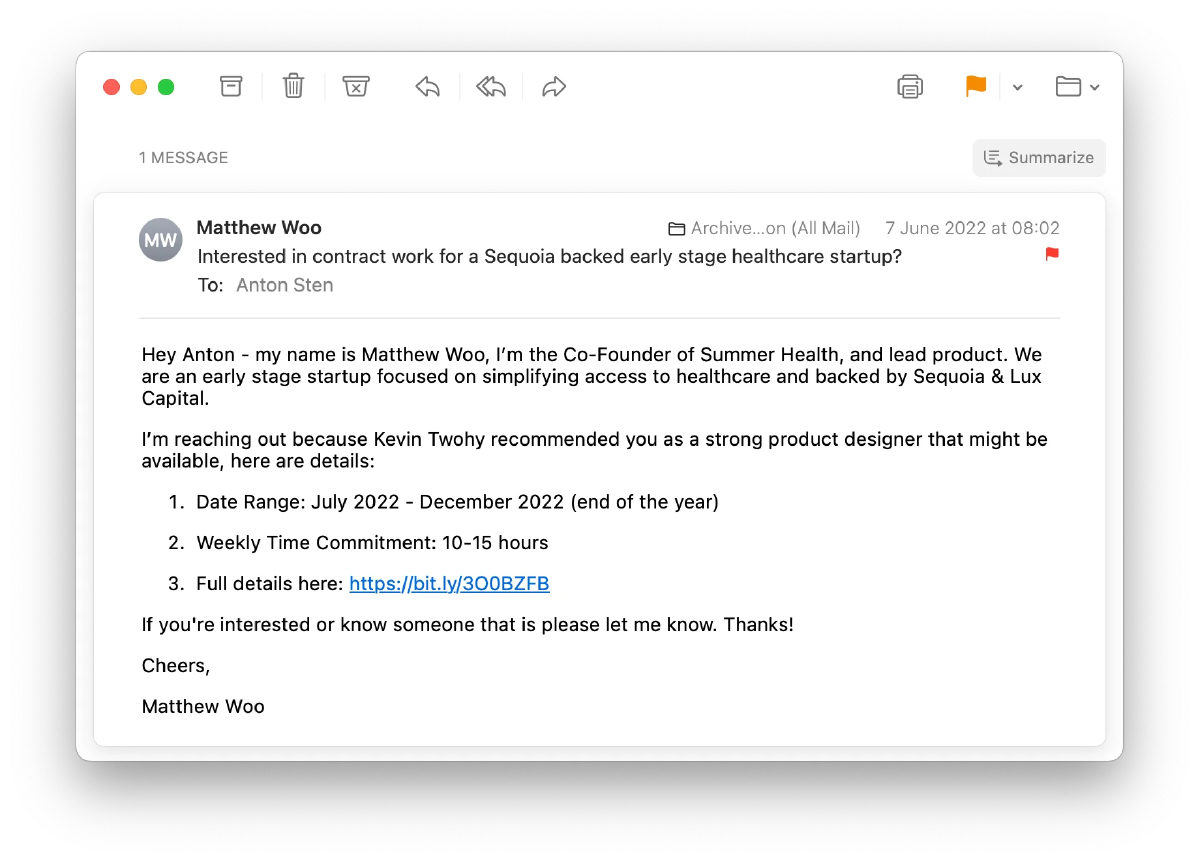 1 MESSAGE
Summarize
MW
Matthew Woo
Archive...on (All Mail)
7 June 2022 at 08:02
Interested in contract work for a Sequoia backed early stage healthcare startup?
To: Anton Sten
Hey Anton - my name is Matthew Woo, I’m the Co-Founder of Summer Health, and lead product. We
are an early stage startup focused on simplifying access to healthcare and backed by Sequoia & Lux
Capital.
I’m reaching out because Kevin Twohy recommended you as a strong product designer that might be
available, here are details:
1. Date Range: July 2022 - December 2022 (end of the year)
2. Weekly Time Commitment: 10-15 hours
3. Full details here: https://bit.ly/3O0BZFB
If you're interested or know someone that is please let me know. Thanks!
Cheers,
Matthew Woo